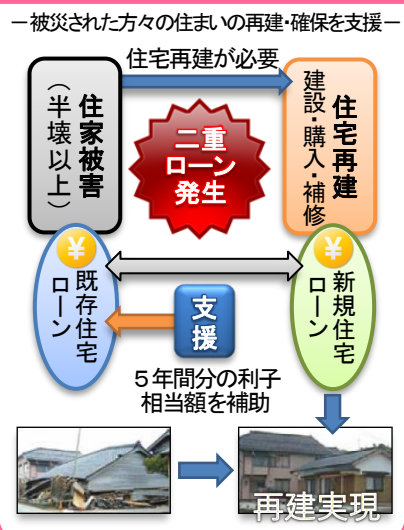 －被災された方々の住まいの再建・確保を支援－
住宅再建が必要
住家被害
（半壊以上）
二重
ローン
発生
住宅再建
建設・購入・補修
¥
既存住宅
ローン
支
援
¥
新規住宅
ローン
５年間分の利子
相当額を補助
再建実現